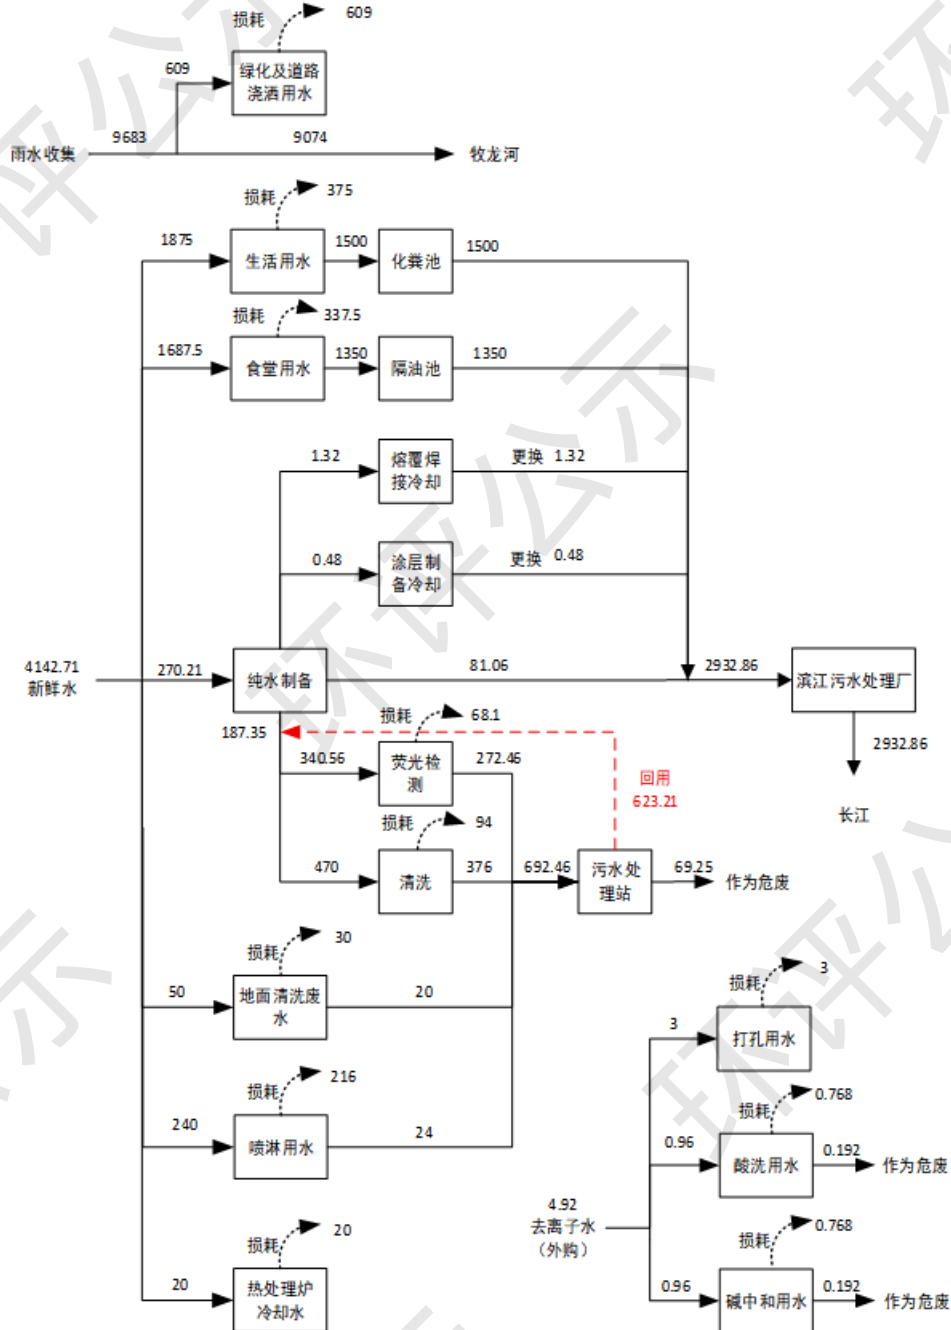 损耗
609
609
绿化及道路
浇洒用水
9683
9074
雨水收集
牧龙河
损耗
375
1875
生活用水
1500
化粪池
1500
损耗
337.5
1687.5
食堂用水
1350
隔油池
1350
1.32
熔覆焊
接冷却
更换 1.32
0.48
涂层制
备冷却
更换 0.48
4142.71
新鲜水
270.21
纯水制备
81.06
2932.86
滨江污水处理厂
2932.86
长江
187.35
损耗
68.1
340.56
荧光检
测
272.46
回用
623.21
损耗
94
470
清洗
376
692.46
污水处
理站
69.25
作为危废
损耗
30
50
地面清洗废
水
20
损耗
216
240
喷淋用水
24
损耗
20
20
热处理炉
冷却水
损耗
3
3
打孔用水
损耗
0.768
0.96
酸洗用水
0.192
作为危废
4.92
去离子水
（外购）
损耗
0.768
0.96
碱中和用水
0.192
作为危废
环评公示